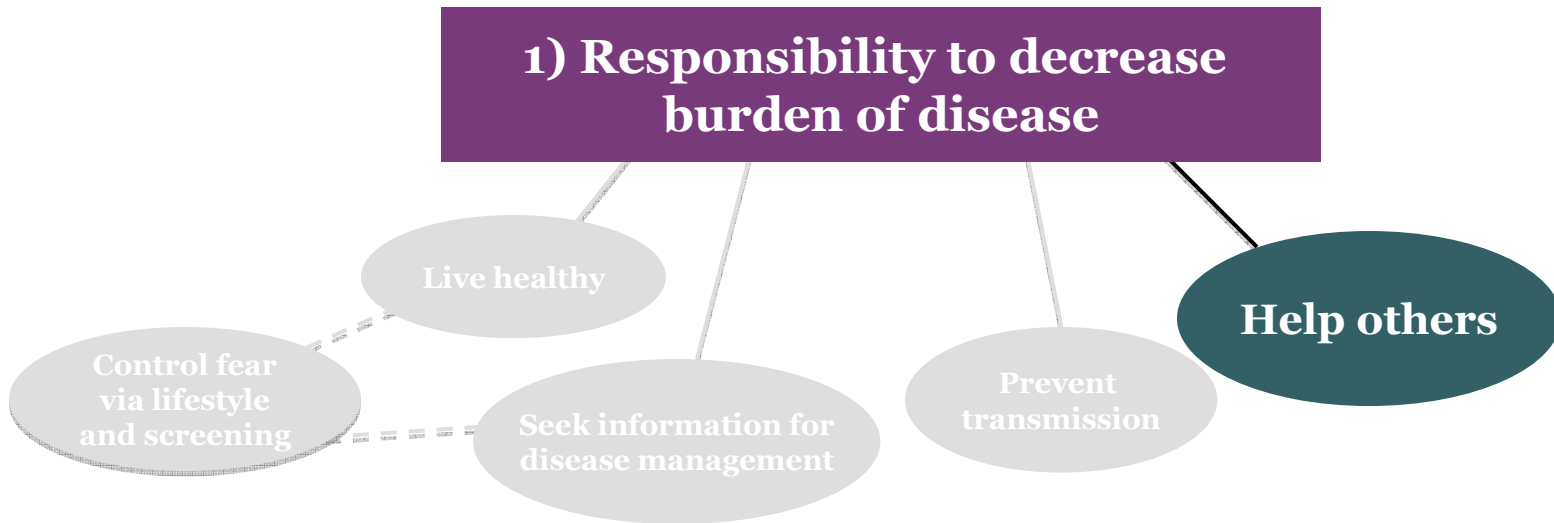 1) Responsibility to decrease
burden of disease
Live healthy
Help others
Control fear
via lifestyle
and screening
Prevent
transmission
Seek information for
disease management